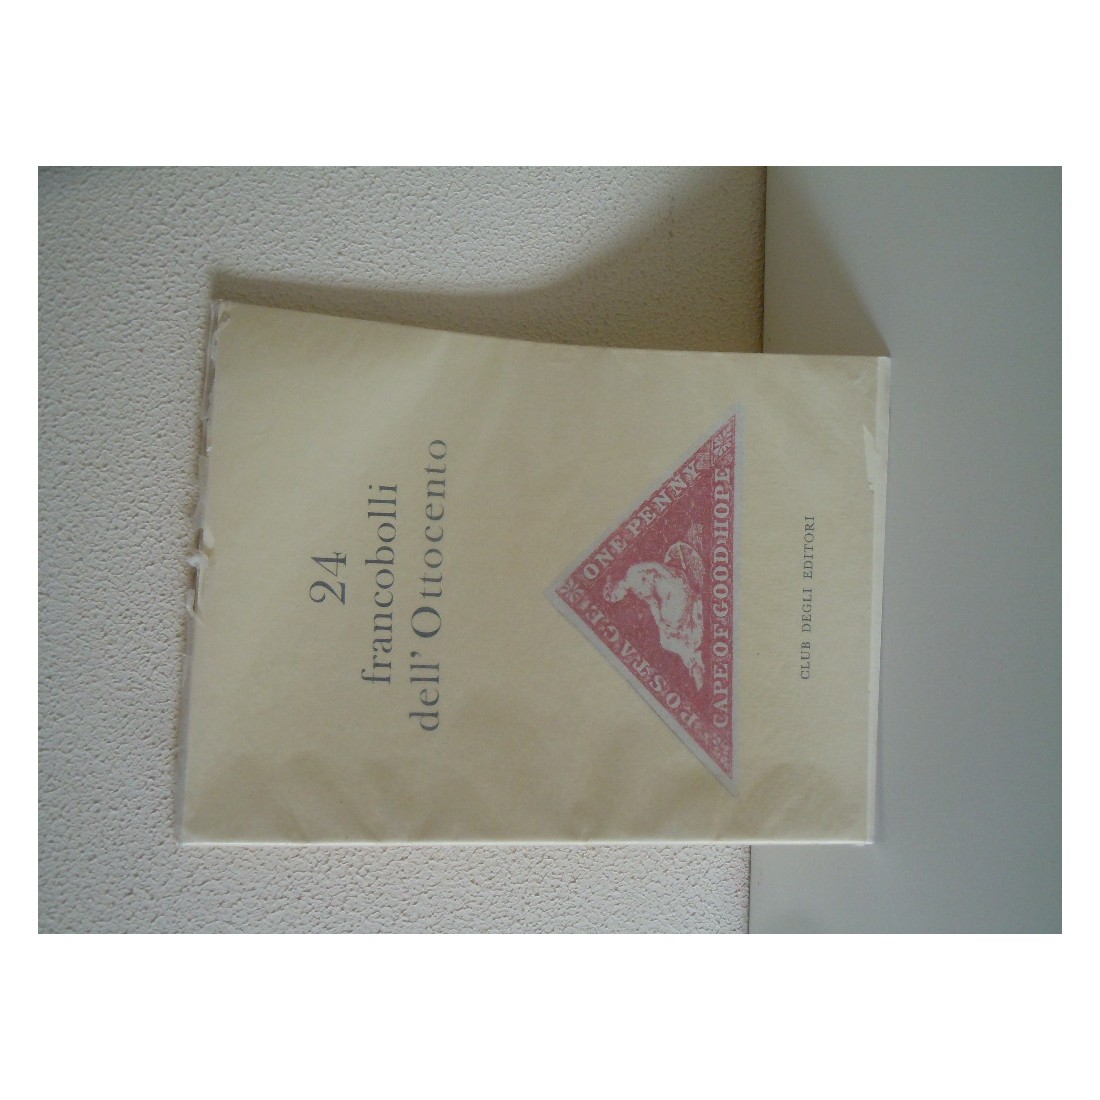 24
francobolli
dell' Ottocento
POSTAGE
ONE PENNY
CAPE OF GOOD HOPE
CLUB DEGLI EDITORI